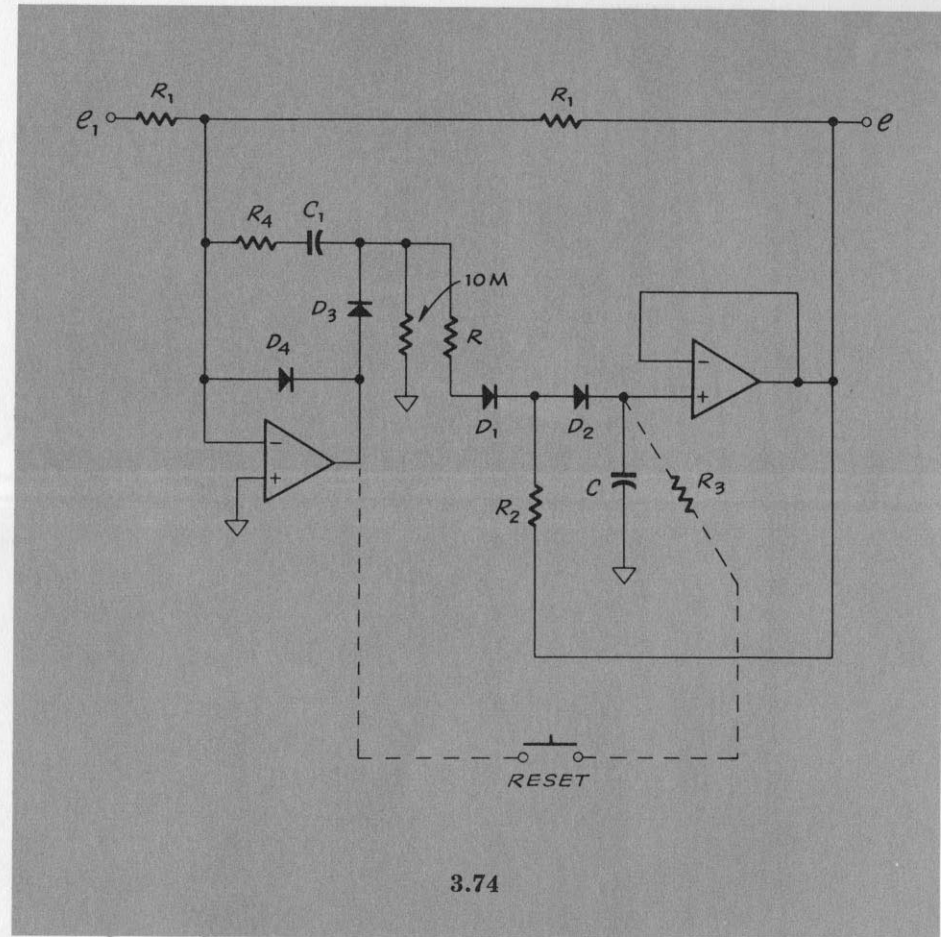 R₁
R₁
e₁
e
R₄
C₁
10M
D₃
R
D₄
D₁
D₂
−
+
−
+
R₂
C
R₃
RESET
3.74